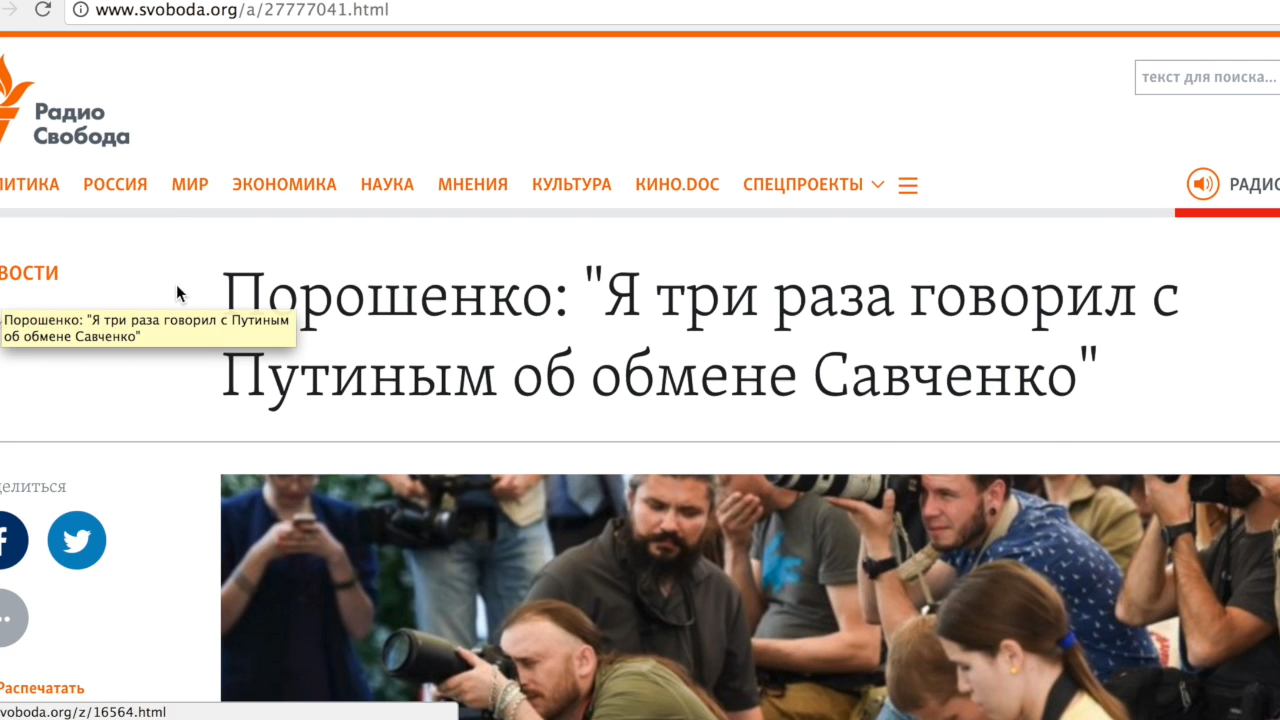 www.svoboda.org/a/27777041.html
текст для поиска...
Радио
Свобода
ЛИТИКА РОССИЯ МИР ЭКОНОМИКА НАУКА МНЕНИЯ КУЛЬТУРА КИНО.DOC СПЕЦПРОЕКТЫ РАДИО
ВОСТИ
Порошенко: "Я три раза говорил с
Путиным об обмене Савченко"
Порошенко: "Я три раза говорил с Путиным
об обмене Савченко"
делиться
Распечатать
voboda.org/z/16564.html